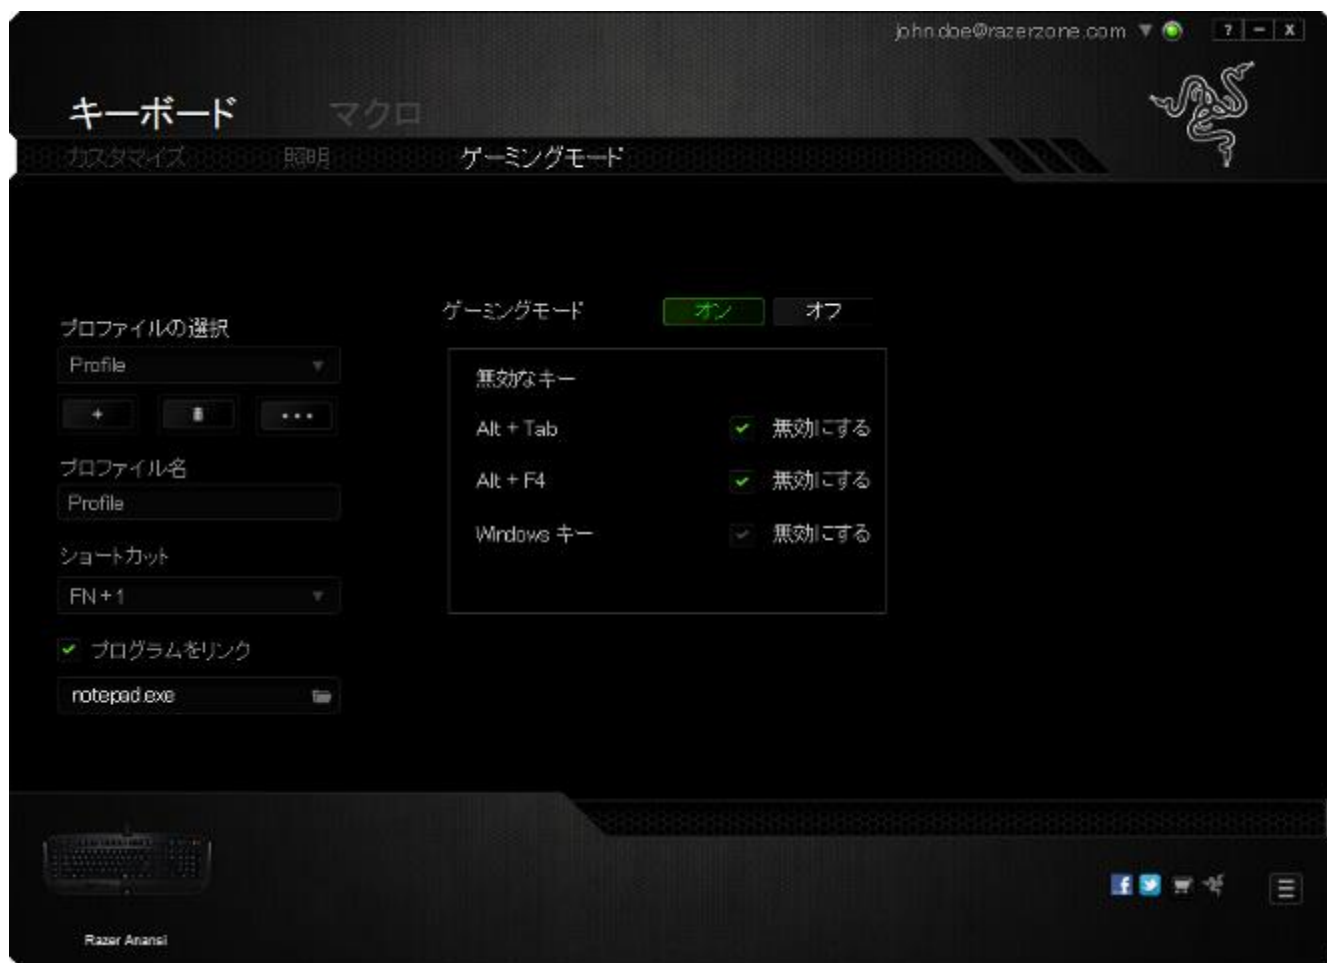 john.doe@razerzone.com
? - X
キーボード マクロ
カスタマイズ 照明 ゲーミングモード
プロファイルの選択
Profile
+ ...
プロファイル名
Profile
ショートカット
FN + 1
プログラムをリンク
notepad.exe
ゲーミングモード オン オフ
無効なキー
Alt + Tab 無効にする
Alt + F4 無効にする
Windows キー 無効にする
Razer Anansi